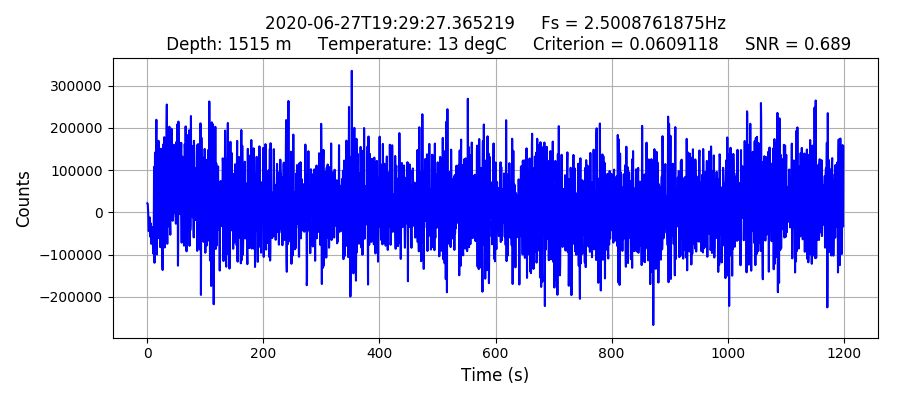 2020-06-27T19:29:27.365219 Fs = 2.5008761875Hz
Depth: 1515 m Temperature: 13 degC Criterion = 0.0609118 SNR = 0.689
300000
200000
100000
0
−100000
−200000
Counts
0 200 400 600 800 1000 1200
Time (s)